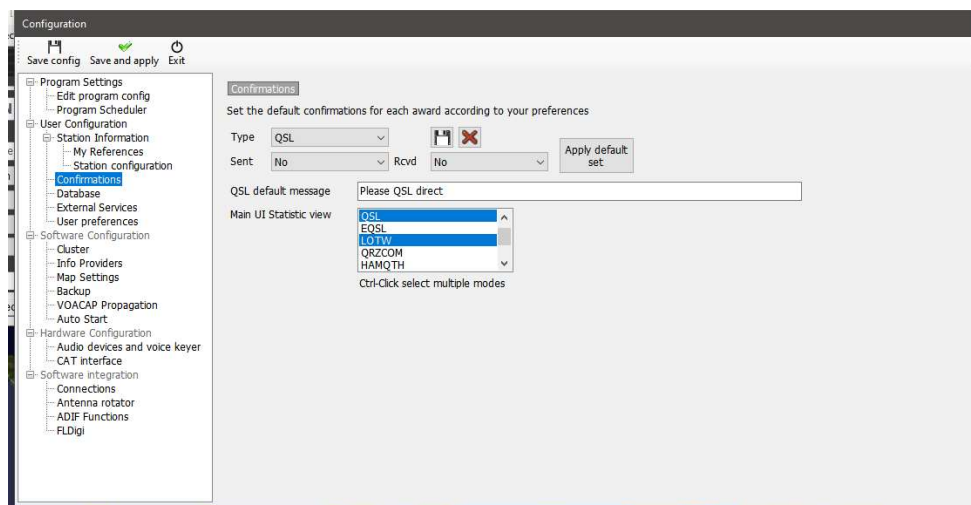 Configuration
Save config Save and apply Exit
Program Settings
Edit program config
Program Scheduler
User Configuration
Station Information
My References
Station configuration
Confirmations
Database
External Services
User preferences
Software Configuration
Cluster
Info Providers
Map Settings
Backup
VOACAP Propagation
Auto Start
Hardware Configuration
Audio devices and voice keyer
CAT interface
Software integration
Connections
Antenna rotator
ADIF Functions
FLDigi
Confirmations
Set the default confirmations for each award according to your preferences
Type QSL
Sent No Rcvd No
Apply default
set
QSL default message Please QSL direct
Main UI Statistic view
QSL
EQSL
LOTW
QRZCOM
HAMQTH
Ctrl-Click select multiple modes